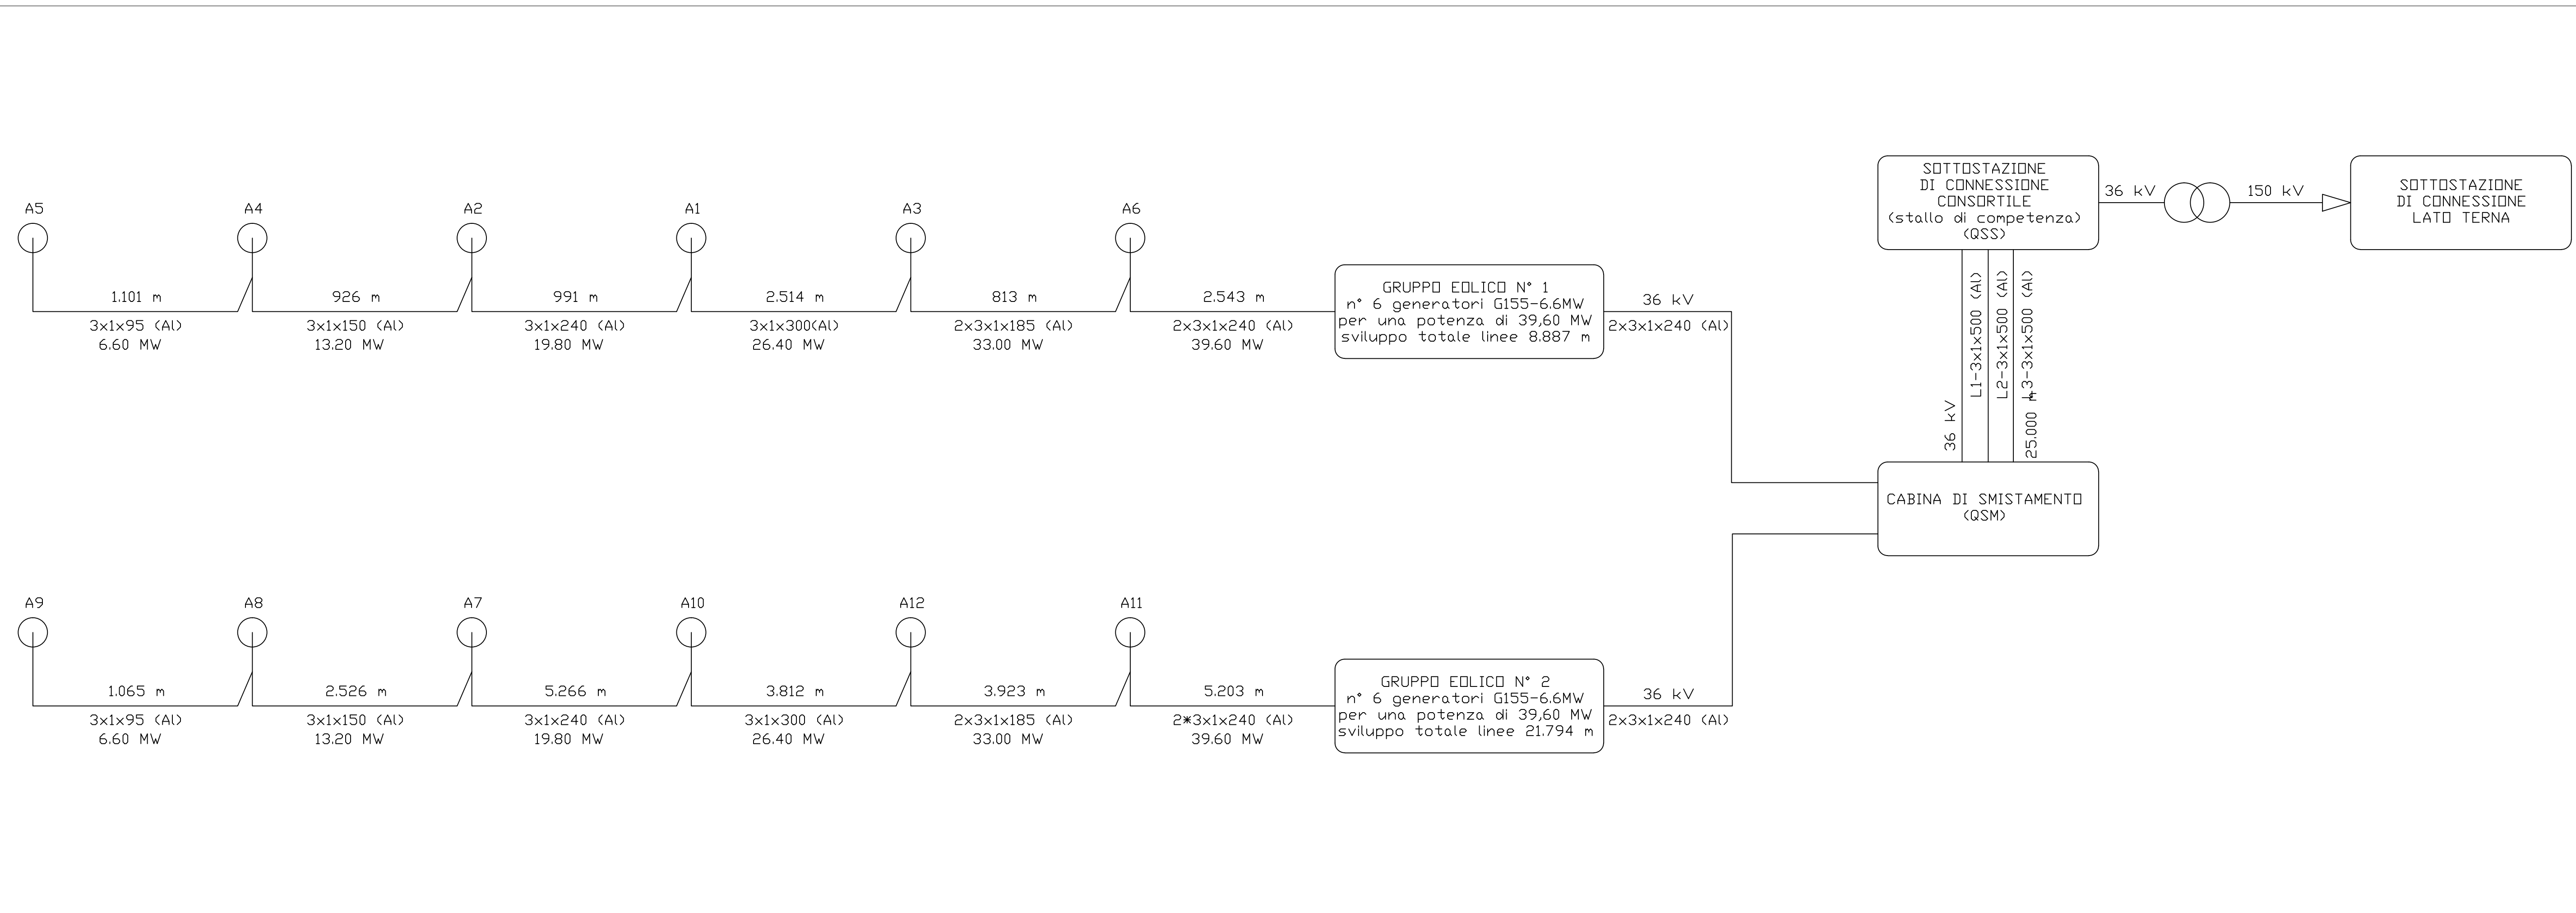 SOTTOSTAZIONE
DI CONNESSIONE
CONSORTILE
(stallo di competenza)
(QSS)
36 kV
150 kV
SOTTOSTAZIONE
DI CONNESSIONE
LATO TERNA
A5
A4
A2
A1
A3
A6
1.101 m
926 m
991 m
2.514 m
813 m
2.543 m
3x1x95 (Al)
3x1x150 (Al)
3x1x240 (Al)
3x1x300(Al)
2x3x1x185 (Al)
2x3x1x240 (Al)
6.60 MW
13.20 MW
19.80 MW
26.40 MW
33.00 MW
39.60 MW
GRUPPO EOLICO N° 1
n° 6 generatori G155-6.6MW
per una potenza di 39,60 MW
sviluppo totale linee 8.887 m
36 kV
2x3x1x240 (Al)
36 kV
L1-3x1x500 (Al)
L2-3x1x500 (Al)
L3-3x1x500 (Al)
25.000 m
CABINA DI SMISTAMENTO
(QSM)
A9
A8
A7
A10
A12
A11
1.065 m
2.526 m
5.266 m
3.812 m
3.923 m
5.203 m
3x1x95 (Al)
3x1x150 (Al)
3x1x240 (Al)
3x1x300 (Al)
2x3x1x185 (Al)
2*3x1x240 (Al)
6.60 MW
13.20 MW
19.80 MW
26.40 MW
33.00 MW
39.60 MW
GRUPPO EOLICO N° 2
n° 6 generatori G155-6.6MW
per una potenza di 39,60 MW
sviluppo totale linee 21.794 m
36 kV
2x3x1x240 (Al)